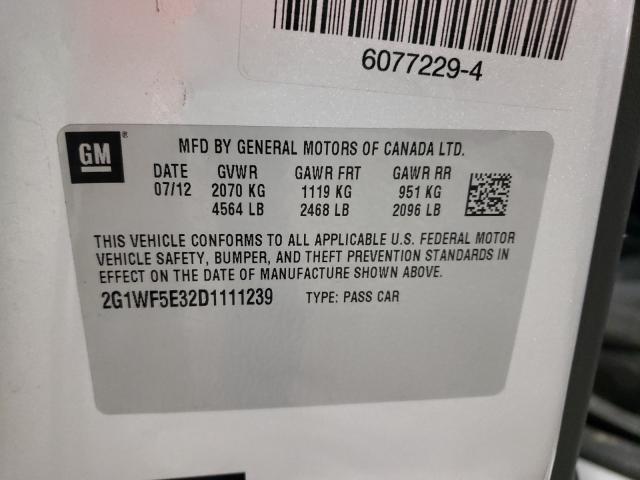 6077229-4
GM®
MFD BY GENERAL MOTORS OF CANADA LTD.
DATE GVWR GAWR FRT GAWR RR
07/12 2070 KG 1119 KG 951 KG
4564 LB 2468 LB 2096 LB
THIS VEHICLE CONFORMS TO ALL APPLICABLE U.S. FEDERAL MOTOR
VEHICLE SAFETY, BUMPER, AND THEFT PREVENTION STANDARDS IN
EFFECT ON THE DATE OF MANUFACTURE SHOWN ABOVE.
2G1WF5E32D1111239 TYPE: PASS CAR